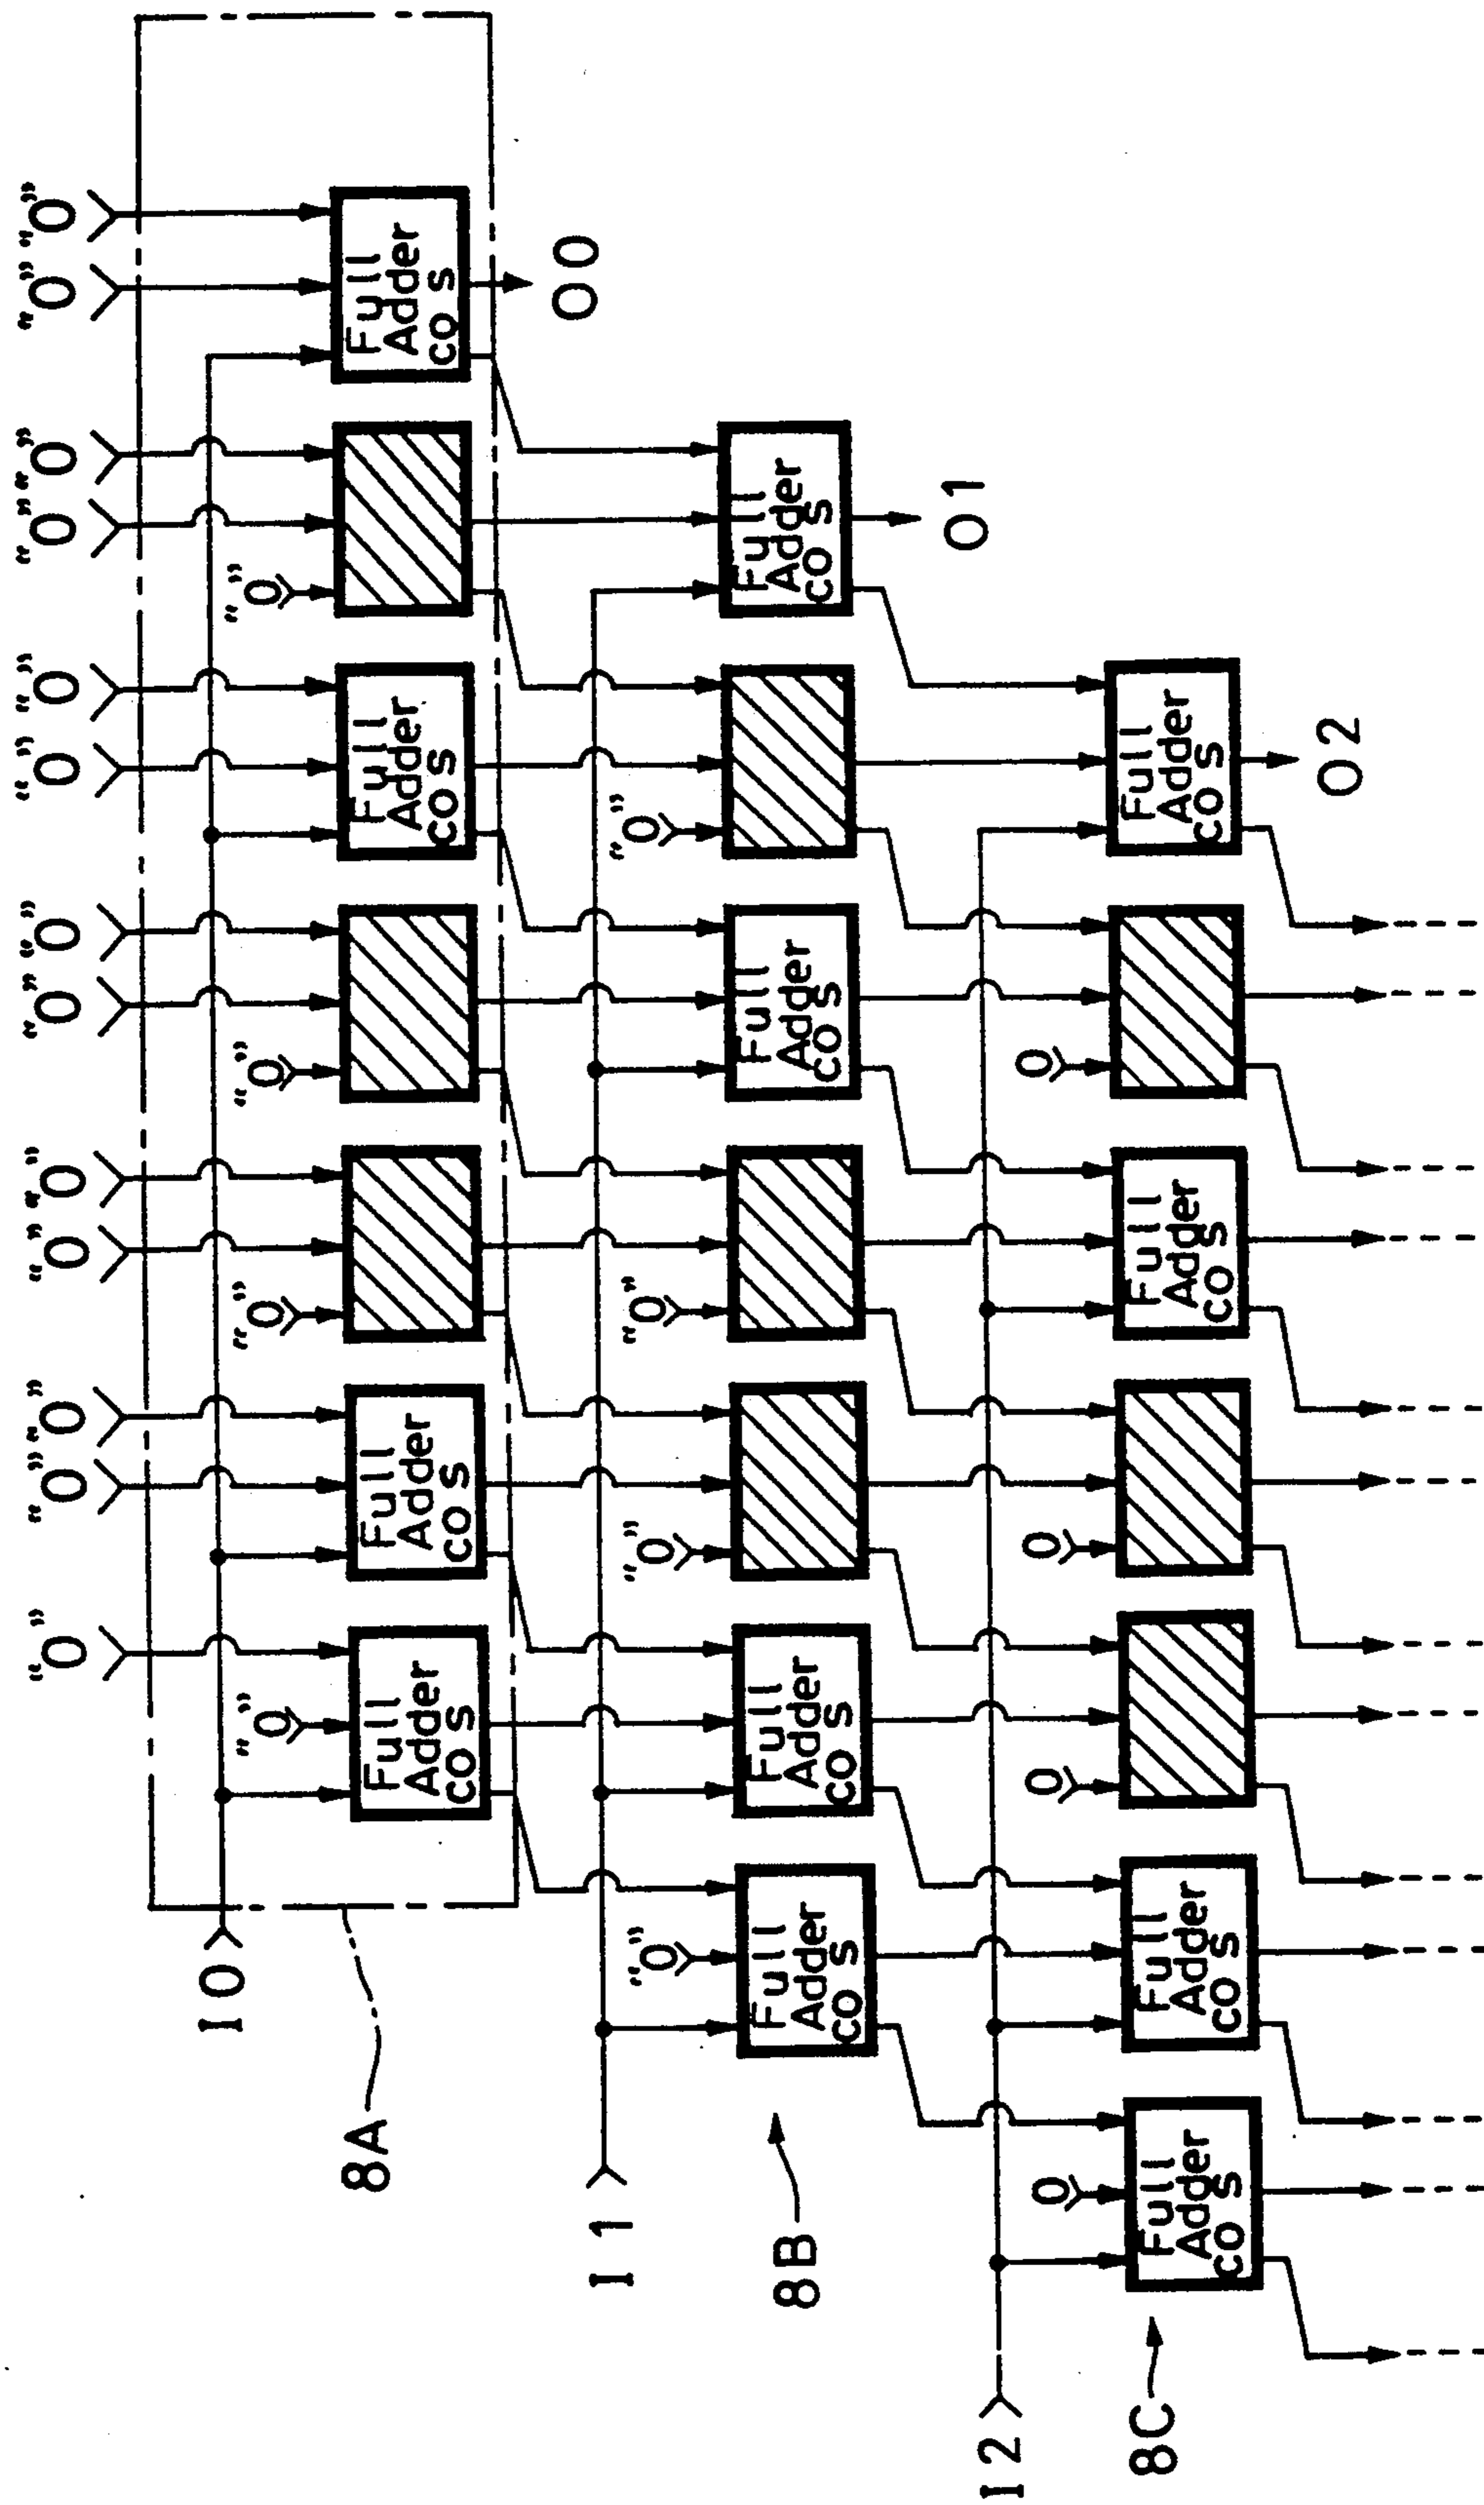 "0" "0" "0" "0" "0" "0" "0" "0" "0" "0" "0" "0" "0"
I0
"0" "0" "0" "0"
8A
Full
Adder
co s
Full
Adder
co s
Full
Adder
co s
Full
Adder
co s
O0
I1
"0" "0" "0" "0"
8B
Full
Adder
co s
Full
Adder
co s
Full
Adder
co s
Full
Adder
co s
O1
I2
0 0 0 0
8C
Full
Adder
co s
Full
Adder
co s
Full
Adder
co s
Full
Adder
co s
O2